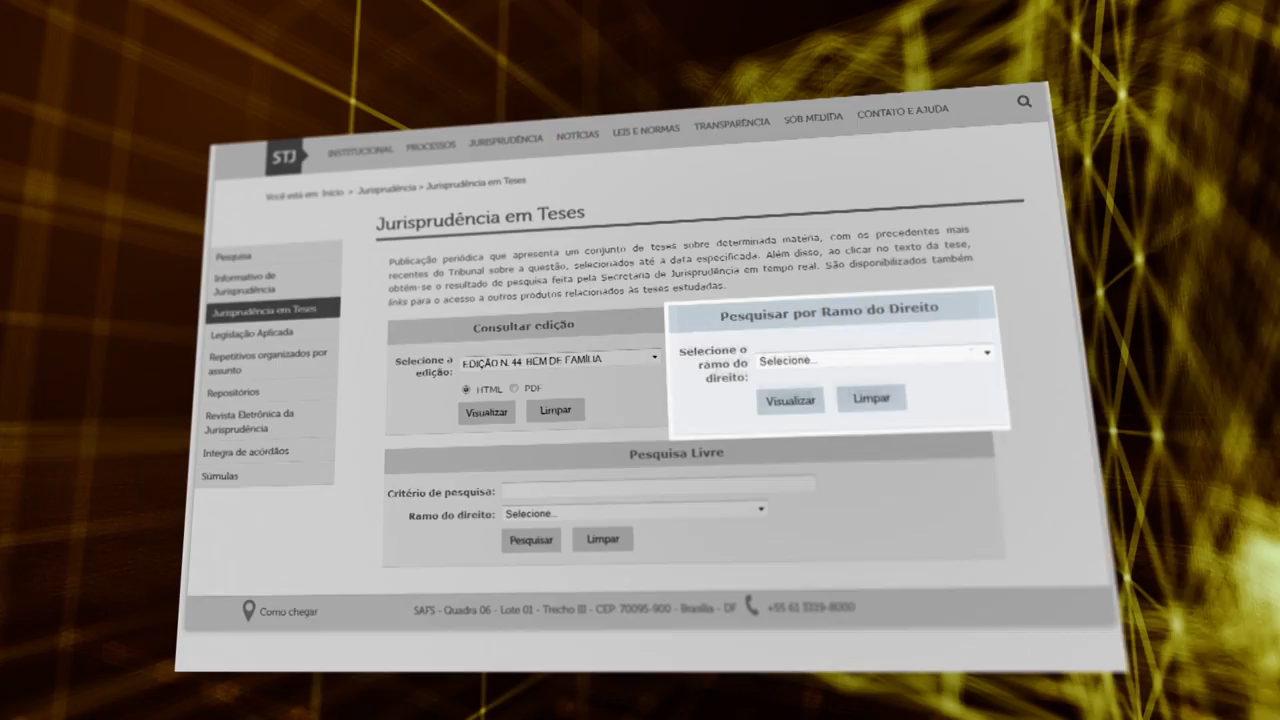 STJ
INSTITUCIONAL PROCESSOS JURISPRUDÊNCIA NOTÍCIAS LEIS E NORMAS TRANSPARÊNCIA SOB MEDIDA CONTATO E AJUDA
Você está em: Início > Jurisprudência > Jurisprudência em Teses
Jurisprudência em Teses
Publicação periódica que apresenta um conjunto de teses sobre determinada matéria, com os precedentes mais
recentes do Tribunal sobre a questão, selecionados até a data especificada. Além disso, ao clicar no texto da tese,
obtém-se o resultado de pesquisa feita pela Secretaria de Jurisprudência em tempo real. São disponibilizados também
links para o acesso a outros produtos relacionados às teses estudadas.
Pesquisa
Informativo de
Jurisprudência
Jurisprudência em Teses
Legislação Aplicada
Repetitivos organizados por
assunto
Repositórios
Revista Eletrônica da
Jurisprudência
Íntegra de acórdãos
Súmulas
Consultar edição
Selecione a
edição:
EDIÇÃO N. 44: BEM DE FAMÍLIA
HTML PDF
Visualizar Limpar
Pesquisar por Ramo do Direito
Selecione o
ramo do
direito:
Selecione...
Visualizar Limpar
Pesquisa Livre
Critério de pesquisa:
Ramo do direito: Selecione...
Pesquisar Limpar
Como chegar
SAFS - Quadra 06 - Lote 01 - Trecho III - CEP: 70095-900 - Brasília - DF
+55 61 3319-8000